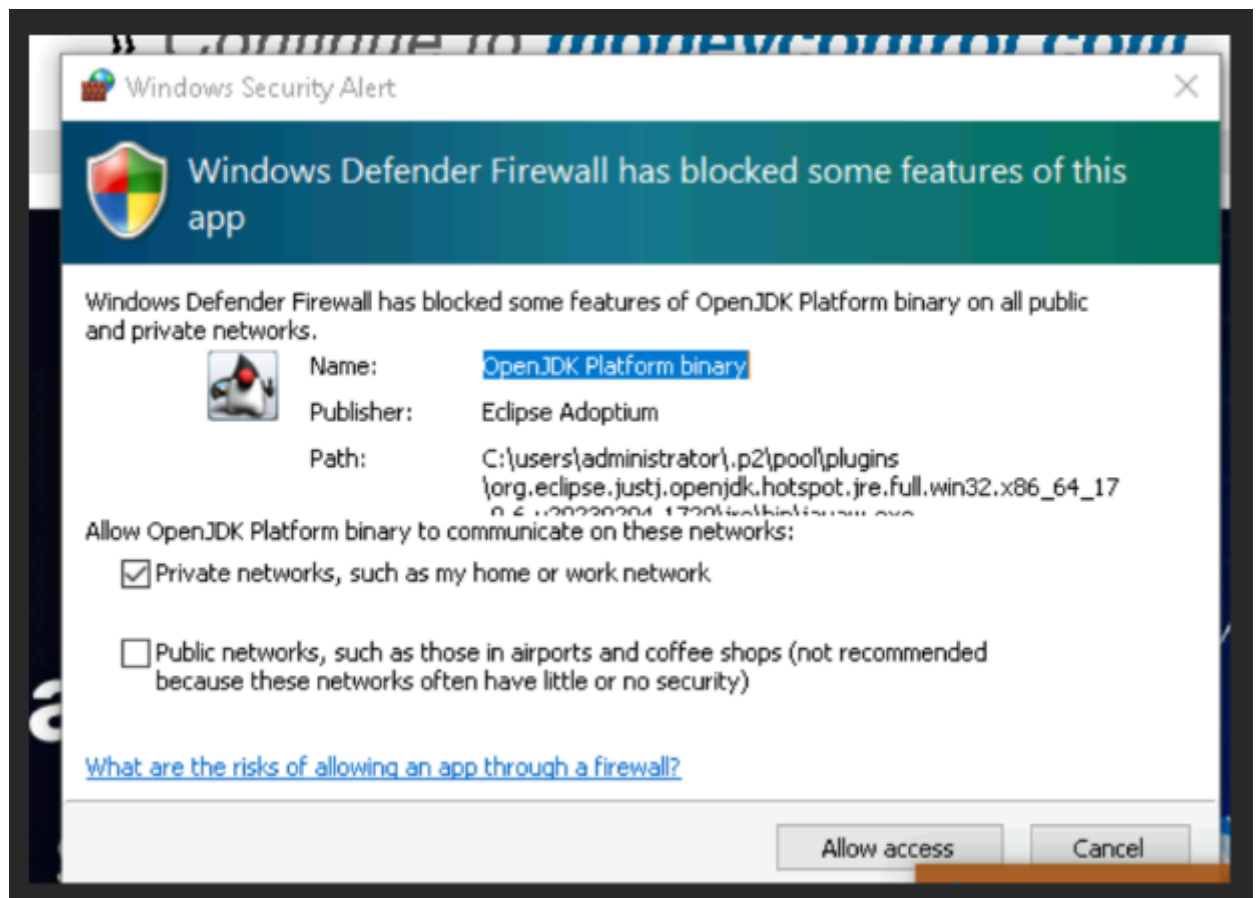 Continue to moneycontrol.com
Windows Security Alert
Windows Defender Firewall has blocked some features of this
app
Windows Defender Firewall has blocked some features of OpenJDK Platform binary on all public
and private networks.
Name: OpenJDK Platform binary
Publisher: Eclipse Adoptium
Path: C:\users\administrator\.p2\pool\plugins
\org.eclipse.justj.openjdk.hotspot.jre.full.win32.x86_64_17
Allow OpenJDK Platform binary to communicate on these networks:
Private networks, such as my home or work network
Public networks, such as those in airports and coffee shops (not recommended
because these networks often have little or no security)
What are the risks of allowing an app through a firewall?
Allow access Cancel